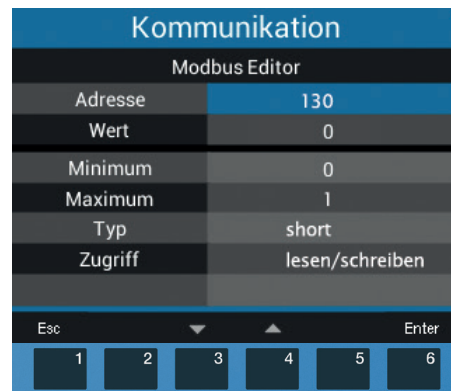 Kommunikation
Modbus Editor
Adresse 130
Wert 0
Minimum 0
Maximum 1
Typ short
Zugriff lesen/schreiben
Esc Enter
1 2 3 4 5 6